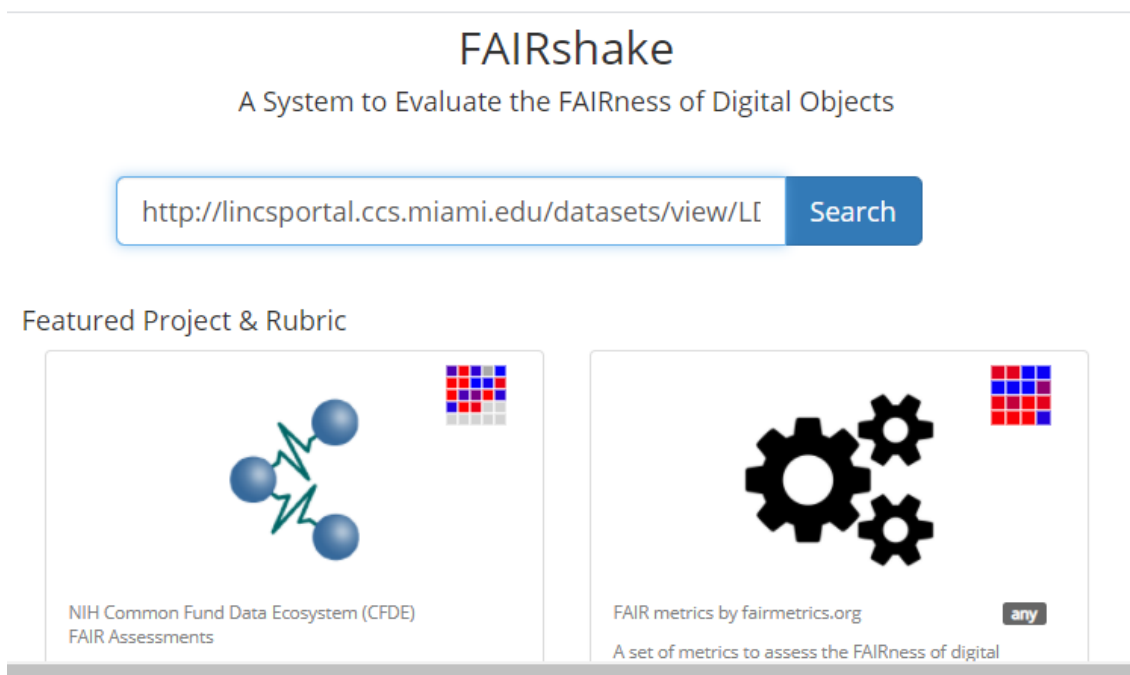 FAIRshake
A System to Evaluate the FAIRness of Digital Objects
http://lincsportal.ccs.miami.edu/datasets/view/LD
Search
Featured Project & Rubric
NIH Common Fund Data Ecosystem (CFDE)
FAIR Assessments
FAIR metrics by fairmetrics.org
any
A set of metrics to assess the FAIRness of digital